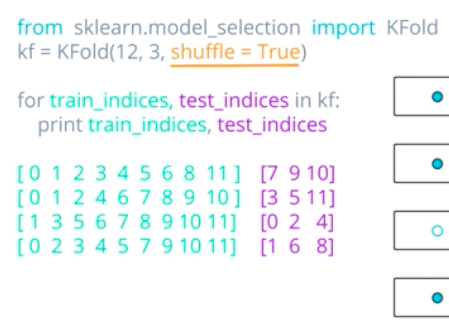 from sklearn.model_selection import KFold
kf = KFold(12, 3, shuffle = True)
for train_indices, test_indices in kf:
print train_indices, test_indices
[ 0 1 2 3 4 5 6 8 11 ] [7 9 10]
[ 0 1 2 4 6 7 8 9 10 ] [3 5 11]
[ 1 3 5 6 7 8 9 10 11] [0 2 4]
[ 0 2 3 4 5 7 9 10 11] [1 6 8]